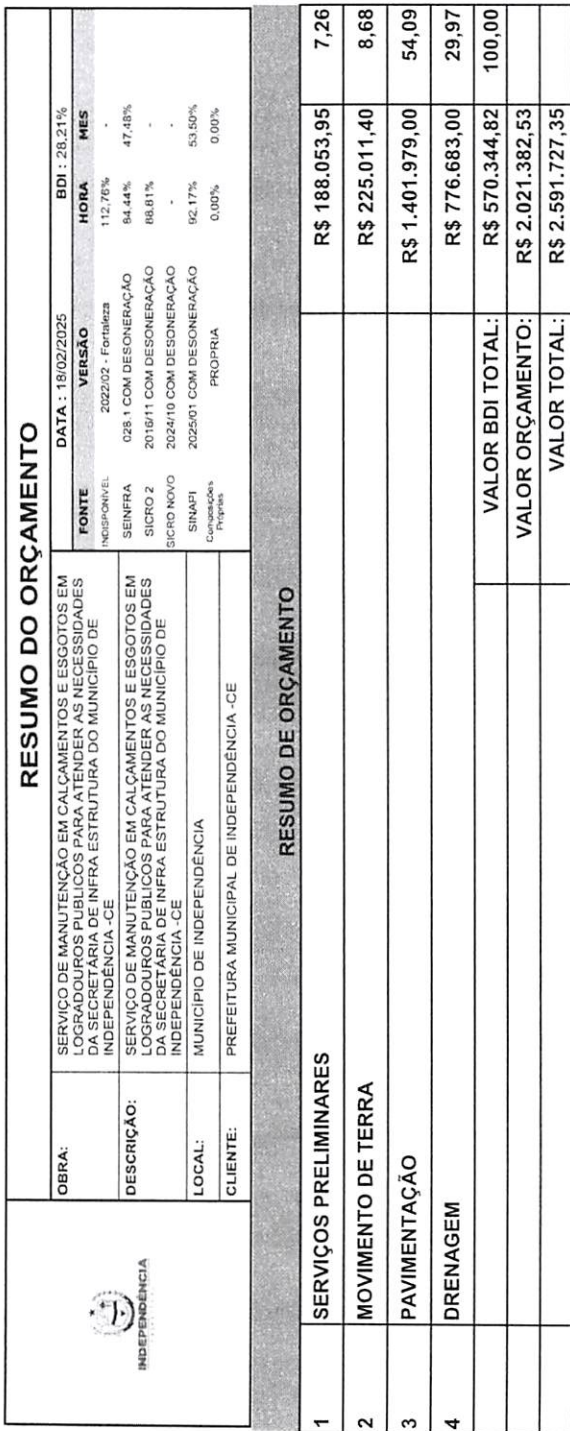 RESUMO DO ORÇAMENTO
INDEPENDÊNCIA
OBRA:
SERVIÇO DE MANUTENÇÃO EM CALÇAMENTOS E ESGOTOS EM
LOGRADOUROS PUBLICOS PARA ATENDER AS NECESSIDADES
DA SECRETÁRIA DE INFRA ESTRUTURA DO MUNICÍPIO DE
INDEPENDÊNCIA -CE
DESCRIÇÃO:
SERVIÇO DE MANUTENÇÃO EM CALÇAMENTOS E ESGOTOS EM
LOGRADOUROS PUBLICOS PARA ATENDER AS NECESSIDADES
DA SECRETÁRIA DE INFRA ESTRUTURA DO MUNICÍPIO DE
INDEPENDÊNCIA -CE
LOCAL: MUNICÍPIO DE INDEPENDÊNCIA
CLIENTE: PREFEITURA MUNICIPAL DE INDEPENDÊNCIA -CE
DATA : 18/02/2025 BDI : 28,21%
FONTE VERSÃO HORA MES
INDISPONIVEL 2022/02 - Fortaleza 112,76% -
SEINFRA 028.1 COM DESONERAÇÃO 84,44% 47,48%
SICRO 2 2016/11 COM DESONERAÇÃO 88,81% -
SICRO NOVO 2024/10 COM DESONERAÇÃO - -
SINAPI 2025/01 COM DESONERAÇÃO 92,17% 53,50%
Composições Próprias PROPRIA 0,00% 0,00%
RESUMO DE ORÇAMENTO
1 SERVIÇOS PRELIMINARES R$ 188.053,95 7,26
2 MOVIMENTO DE TERRA R$ 225.011,40 8,68
3 PAVIMENTAÇÃO R$ 1.401.979,00 54,09
4 DRENAGEM R$ 776.683,00 29,97
VALOR BDI TOTAL: R$ 570.344,82 100,00
VALOR ORÇAMENTO: R$ 2.021.382,53
VALOR TOTAL: R$ 2.591.727,35